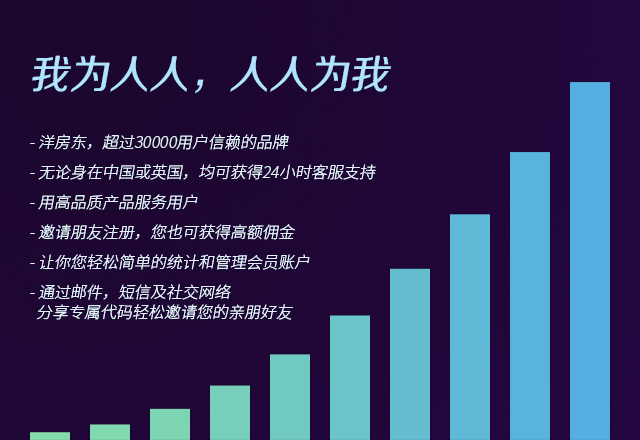 我为人人，人人为我
- 洋房东，超过30000用户信赖的品牌
- 无论身在中国或英国，均可获得24小时客服支持
- 用高品质产品服务用户
- 邀请朋友注册，您也可获得高额佣金
- 让你您轻松简单的统计和管理会员账户
- 通过邮件，短信及社交网络
分享专属代码轻松邀请您的亲朋好友